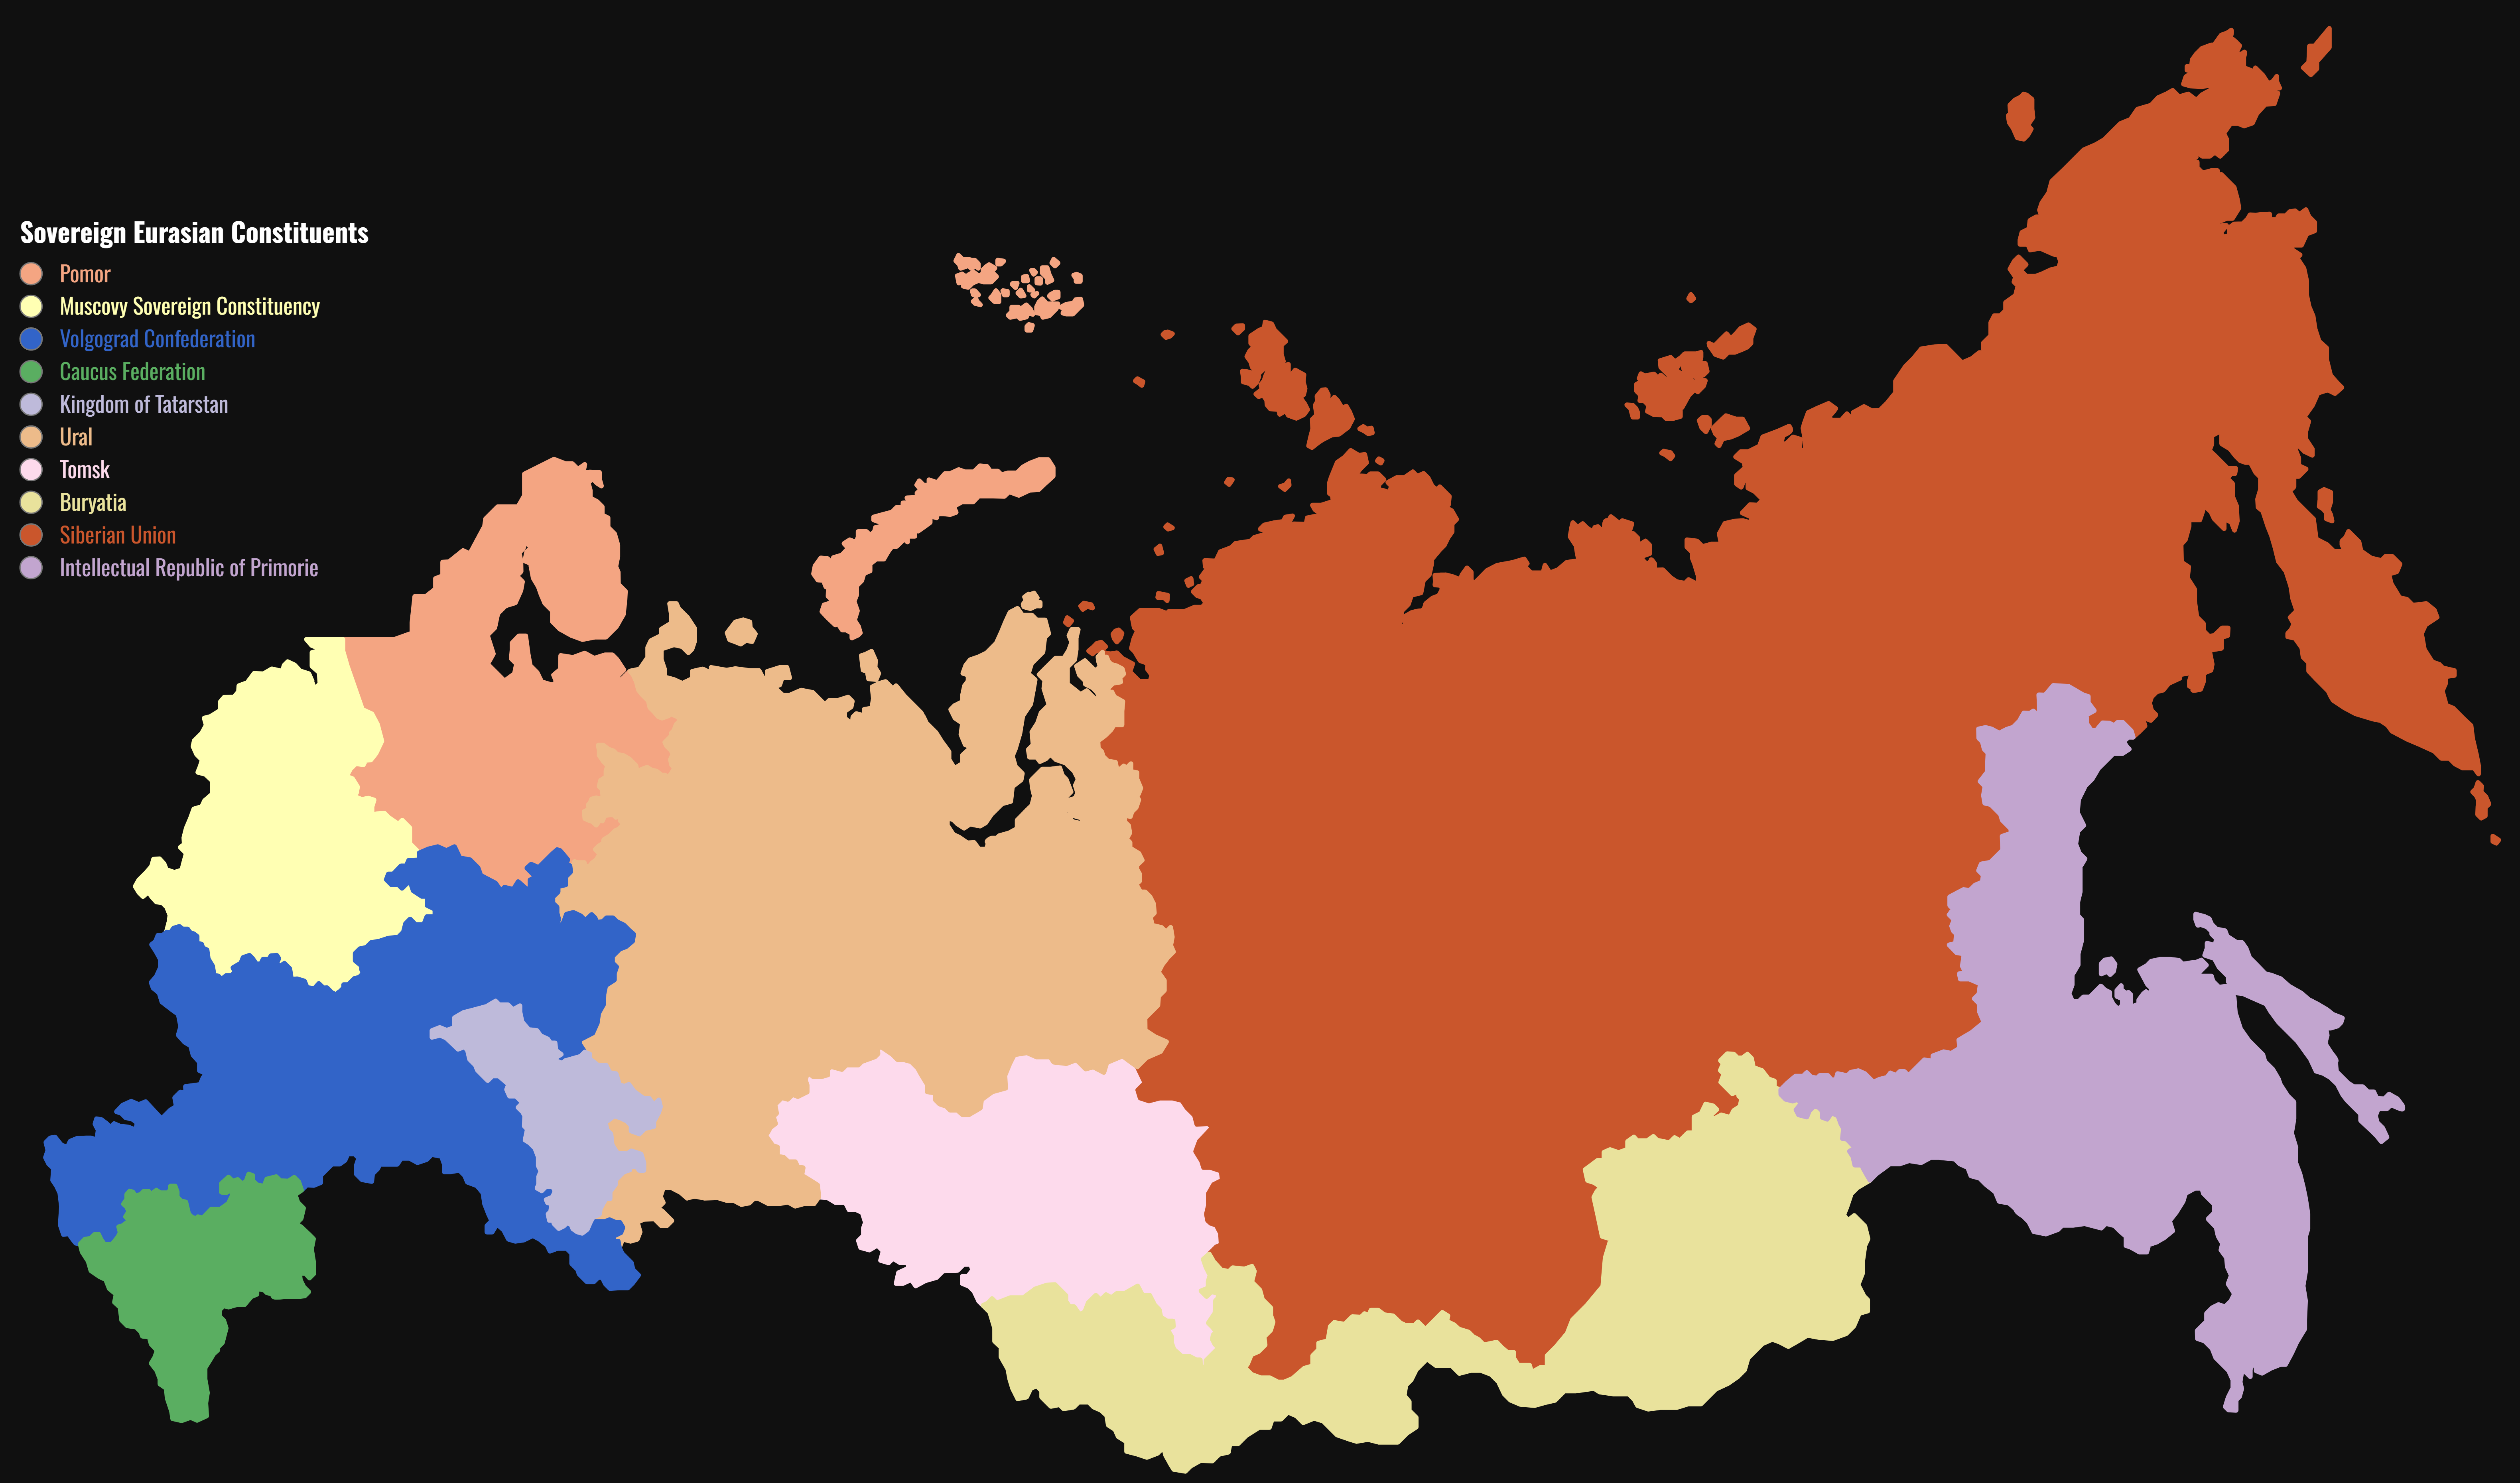 Sovereign Eurasian Constituents
Pomor
Muscovy Sovereign Constituency
Volgograd Confederation
Caucus Federation
Kingdom of Tatarstan
Ural
Tomsk
Buryatia
Siberian Union
Intellectual Republic of Primorie